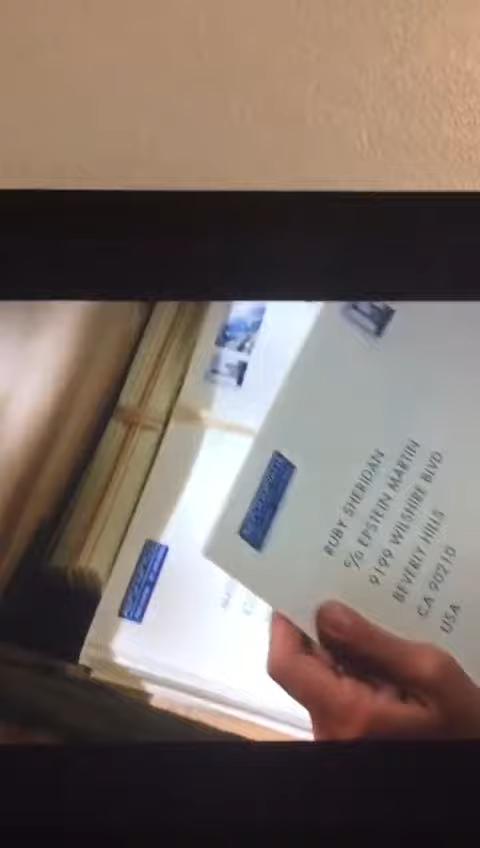 RUBY SHERIDAN
c/o EPSTEIN MARTIN
9199 WILSHIRE BLVD
BEVERLY HILLS
CA 90210
USA